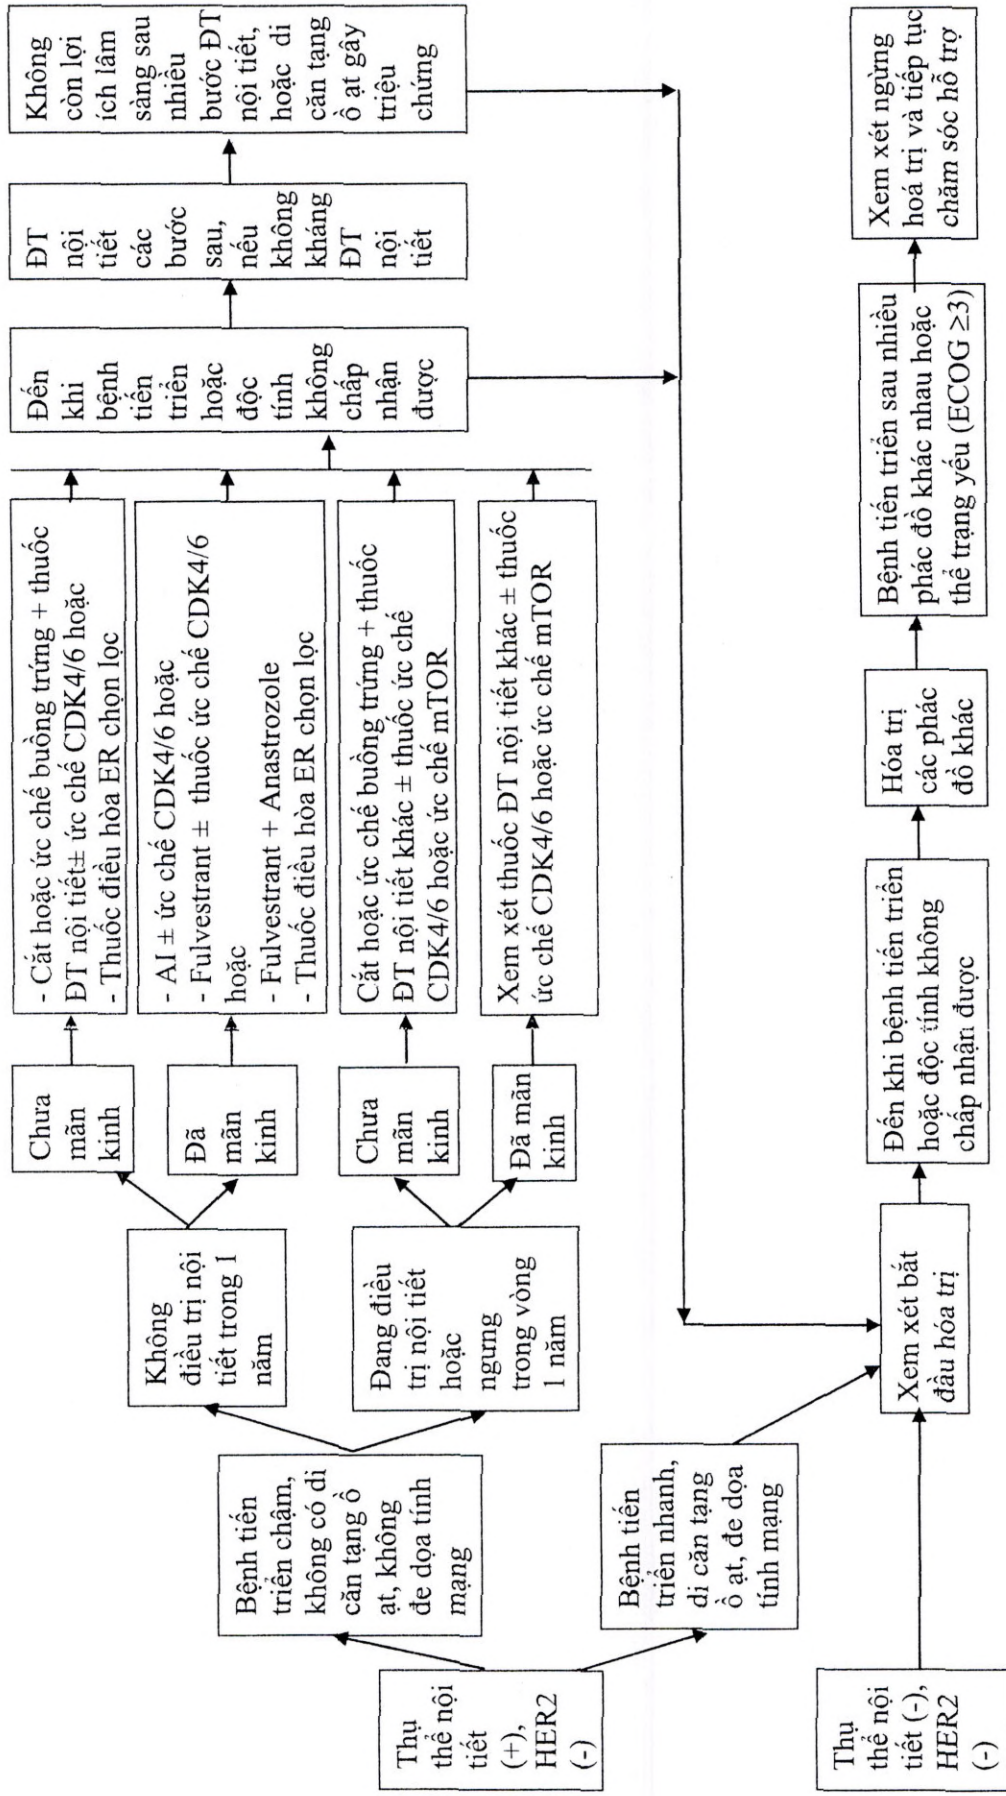 Thụ
thể nội
tiết
(+),
HER2
(-)
Bệnh tiến
triển chậm,
không có di
căn tạng ồ
ạt, không
đe dọa tính
mạng
Bệnh tiến
triển nhanh,
di căn tạng
ồ ạt, đe dọa
tính mạng
Không
điều trị nội
tiết trong 1
năm
Đang điều
trị nội tiết
hoặc
ngưng
trong vòng
1 năm
Chưa
mãn
kinh
Đã
mãn
kinh
Chưa
mãn
kinh
Đã mãn
kinh
- Cắt hoặc ức chế buồng trứng + thuốc
ĐT nội tiết± ức chế CDK4/6 hoặc
- Thuốc điều hòa ER chọn lọc
- AI ± ức chế CDK4/6 hoặc
- Fulvestrant ± thuốc ức chế CDK4/6
hoặc
- Fulvestrant + Anastrozole
- Thuốc điều hòa ER chọn lọc
Cắt hoặc ức chế buồng trứng + thuốc
ĐT nội tiết khác ± thuốc ức chế
CDK4/6 hoặc ức chế mTOR
Xem xét thuốc ĐT nội tiết khác ± thuốc
ức chế CDK4/6 hoặc ức chế mTOR
Đến
khi
bệnh
tiến
triển
hoặc
độc
tính
không
chấp
nhận
được
ĐT
nội
tiết
các
bước
sau,
nếu
không
kháng
ĐT
nội
tiết
Không
còn lợi
ích lâm
sàng sau
nhiều
bước ĐT
nội tiết,
hoặc di
căn tạng
ồ ạt gây
triệu
chứng
Thụ
thể nội
tiết (-),
HER2
(-)
Xem xét bắt
đầu hóa trị
Đến khi bệnh tiến triển
hoặc độc tính không
chấp nhận được
Hóa trị
các phác
đồ khác
Bệnh tiến triển sau nhiều
phác đồ khác nhau hoặc
thể trạng yếu (ECOG ≥3)
Xem xét ngừng
hoá trị và tiếp tục
chăm sóc hỗ trợ